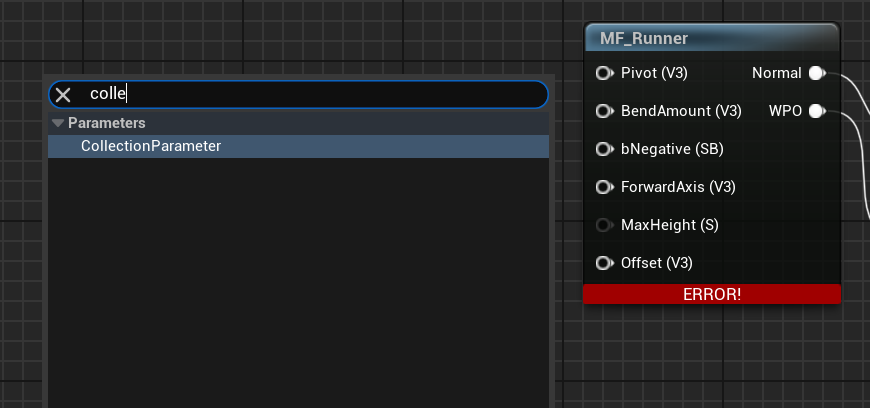 colle
Parameters
CollectionParameter
MF_Runner
Pivot (V3) Normal
BendAmount (V3) WPO
bNegative (SB)
ForwardAxis (V3)
MaxHeight (S)
Offset (V3)
ERROR!